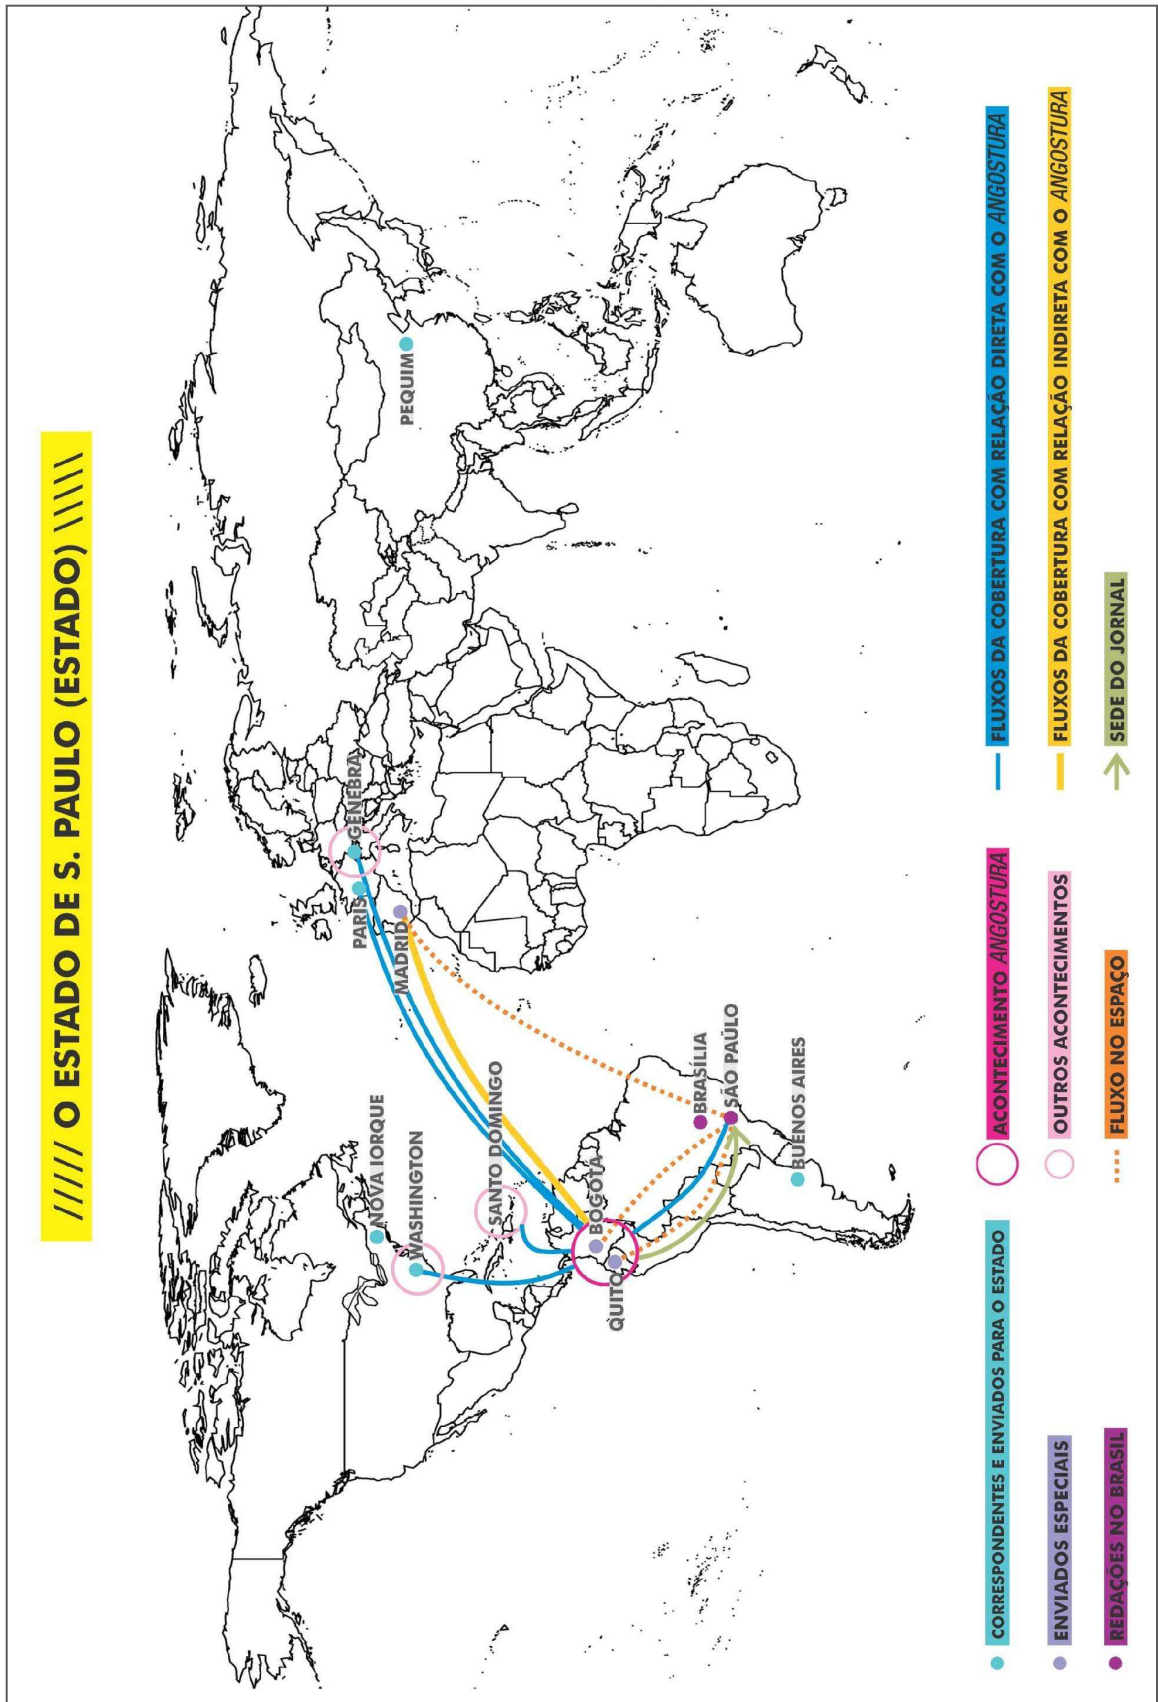 ///// O ESTADO DE S. PAULO (ESTADO) \\\\\
PEQUIM
GENEBRA
PARIS
MADRID
NOVA IORQUE
WASHINGTON
SANTO DOMINGO
BOGOTÁ
QUITO
BRASÍLIA
SÃO PAULO
BUENOS AIRES
CORRESPONDENTES E ENVIADOS PARA O ESTADO
ENVIADOS ESPECIAIS
REDAÇÕES NO BRASIL
ACONTECIMENTO ANGOSTURA
OUTROS ACONTECIMENTOS
FLUXO NO ESPAÇO
FLUXOS DA COBERTURA COM RELAÇÃO DIRETA COM O ANGOSTURA
FLUXOS DA COBERTURA COM RELAÇÃO INDIRETA COM O ANGOSTURA
SEDE DO JORNAL